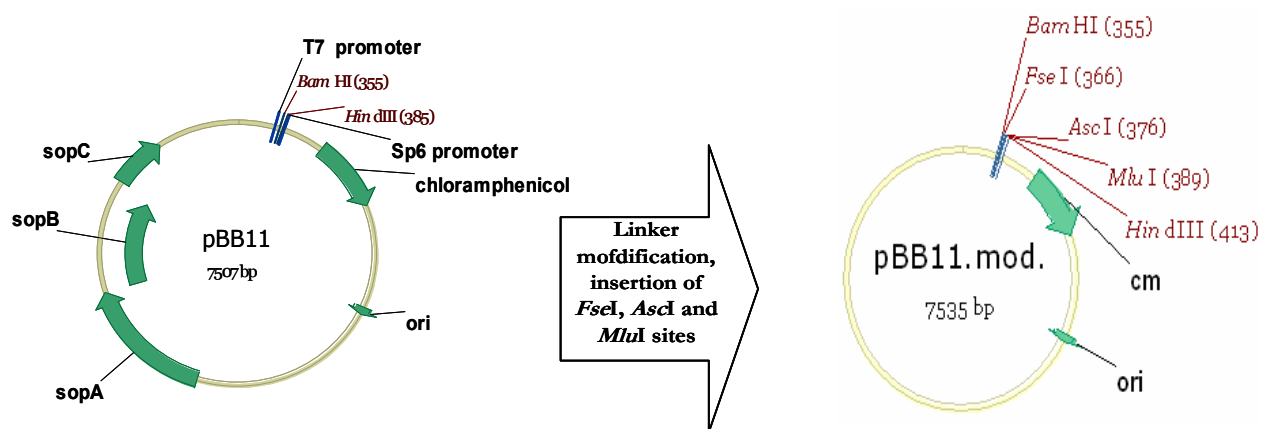 T7 promoter
Bam HI (355)
Hin dIII (385)
Sp6 promoter
chloramphenicol
sopC
sopB
pBB11
7507 bp
ori
sopA
Linker
mofdification,
insertion of
FseI, AscI and
MluI sites
Bam HI (355)
Fse I (366)
Asc I (376)
Mlu I (389)
Hin dIII (413)
pBB11.mod.
7535 bp
cm
ori